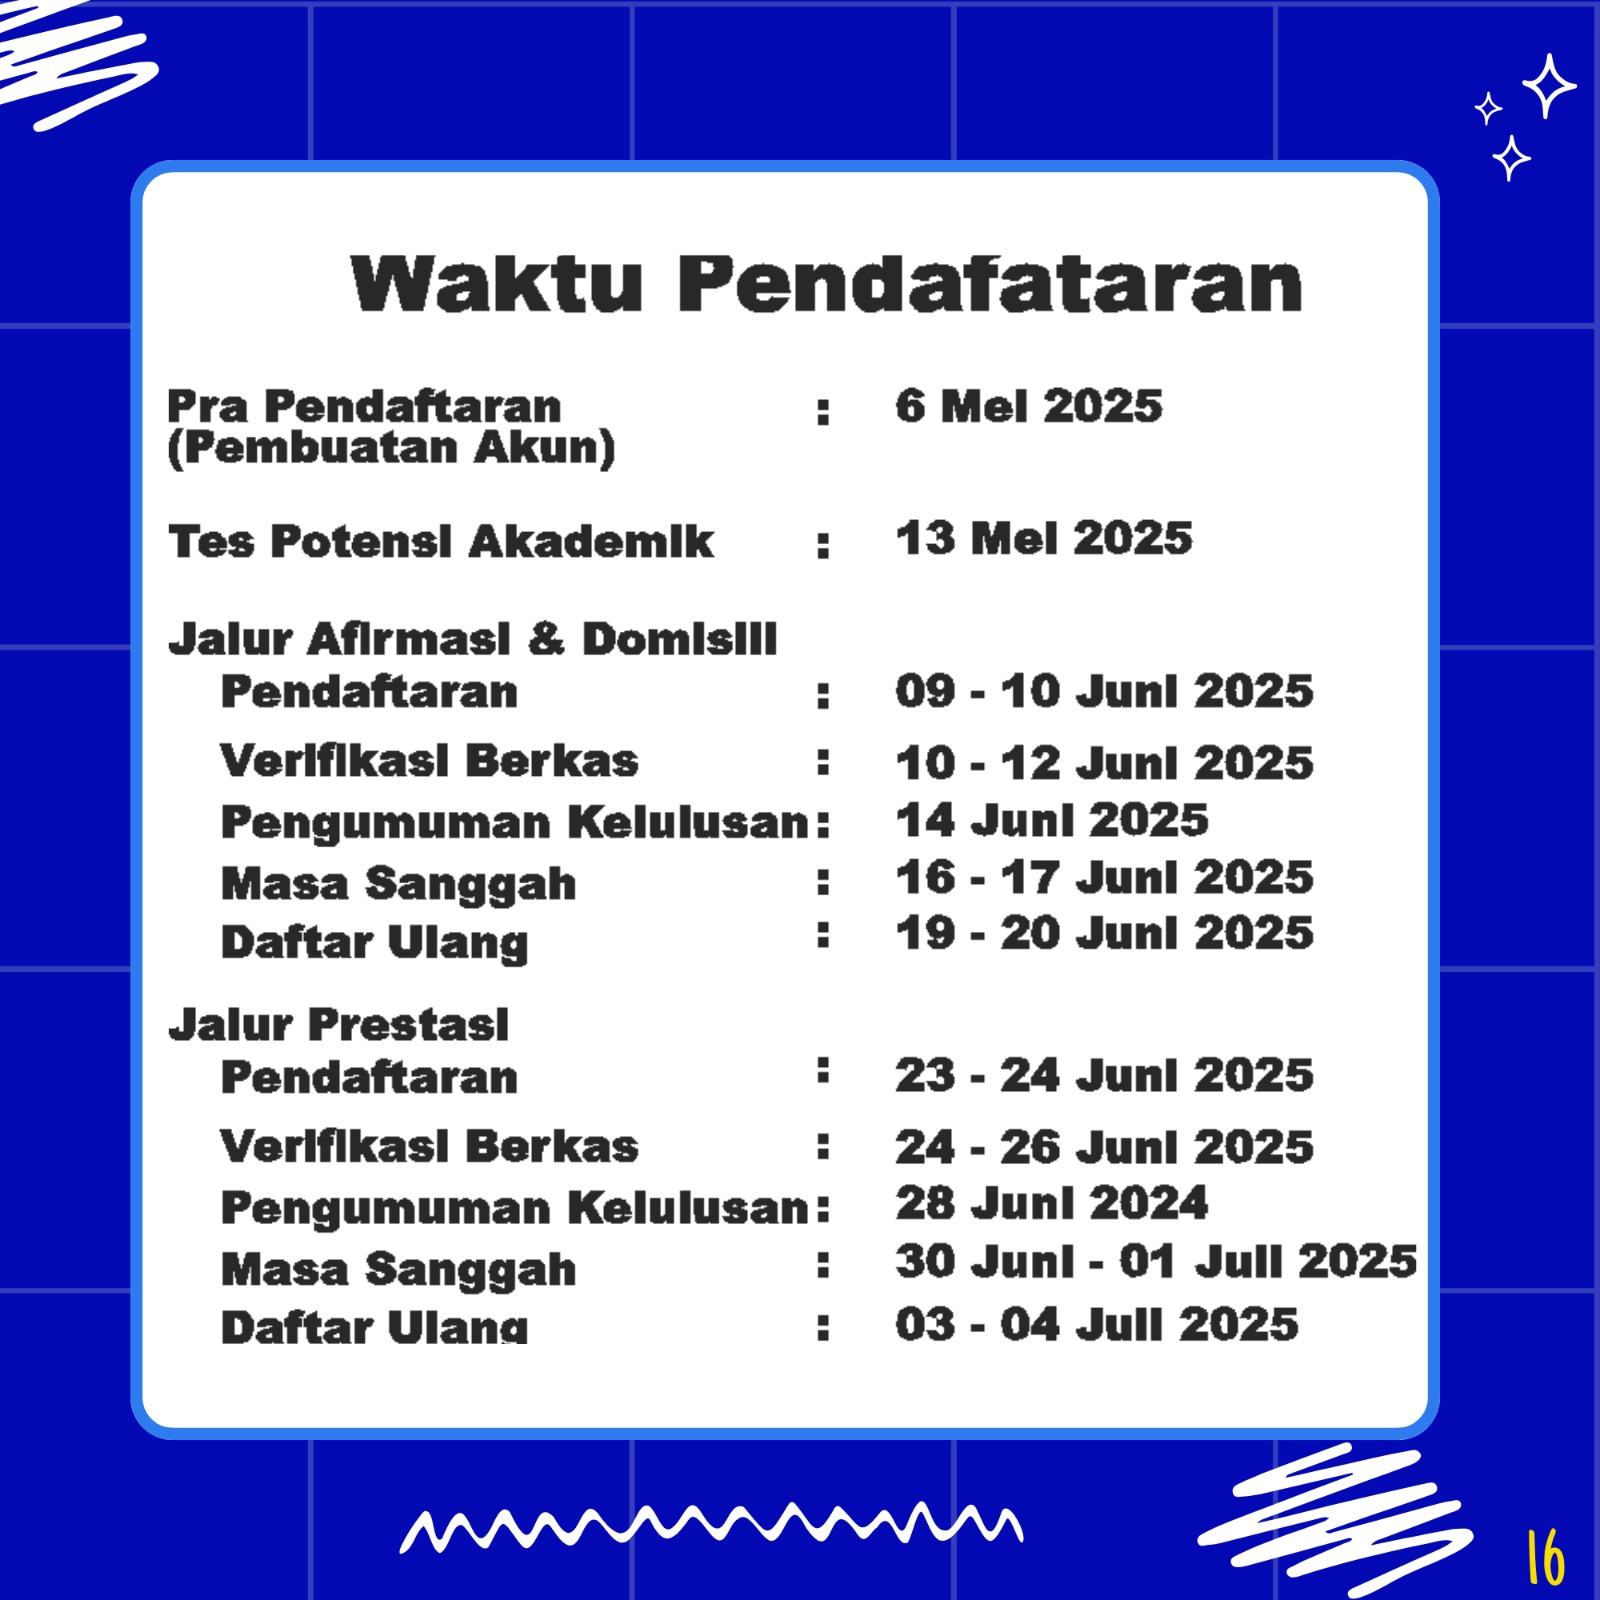 Waktu Pendafataran
Pra Pendaftaran : 6 Mei 2025
(Pembuatan Akun)
Tes Potensi Akademik : 13 Mei 2025
Jalur Afirmasi & Domisili
Pendaftaran : 09 - 10 Juni 2025
Verifikasi Berkas : 10 - 12 Juni 2025
Pengumuman Kelulusan : 14 Juni 2025
Masa Sanggah : 16 - 17 Juni 2025
Daftar Ulang : 19 - 20 Juni 2025
Jalur Prestasi
Pendaftaran : 23 - 24 Juni 2025
Verifikasi Berkas : 24 - 26 Juni 2025
Pengumuman Kelulusan : 28 Juni 2024
Masa Sanggah : 30 Juni - 01 Juli 2025
Daftar Ulang : 03 - 04 Juli 2025
16